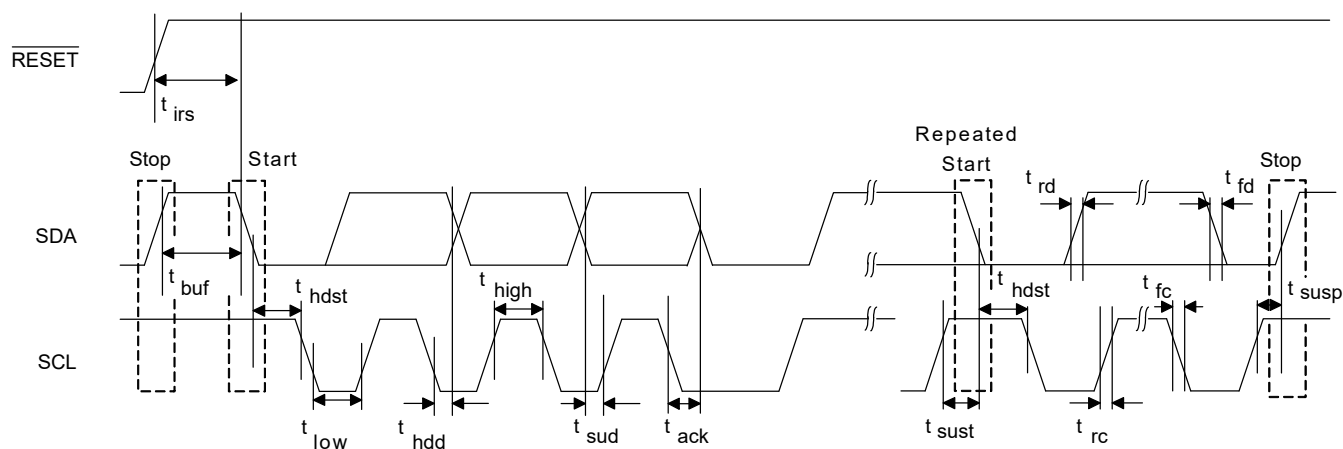 RESET
t irs
Stop
Start
Repeated
Start
Stop
t rd
t fd
SDA
t buf
t hdst
t high
t hdst
t fc
t susp
SCL
t low
t hdd
t sud
t ack
t sust
t rc